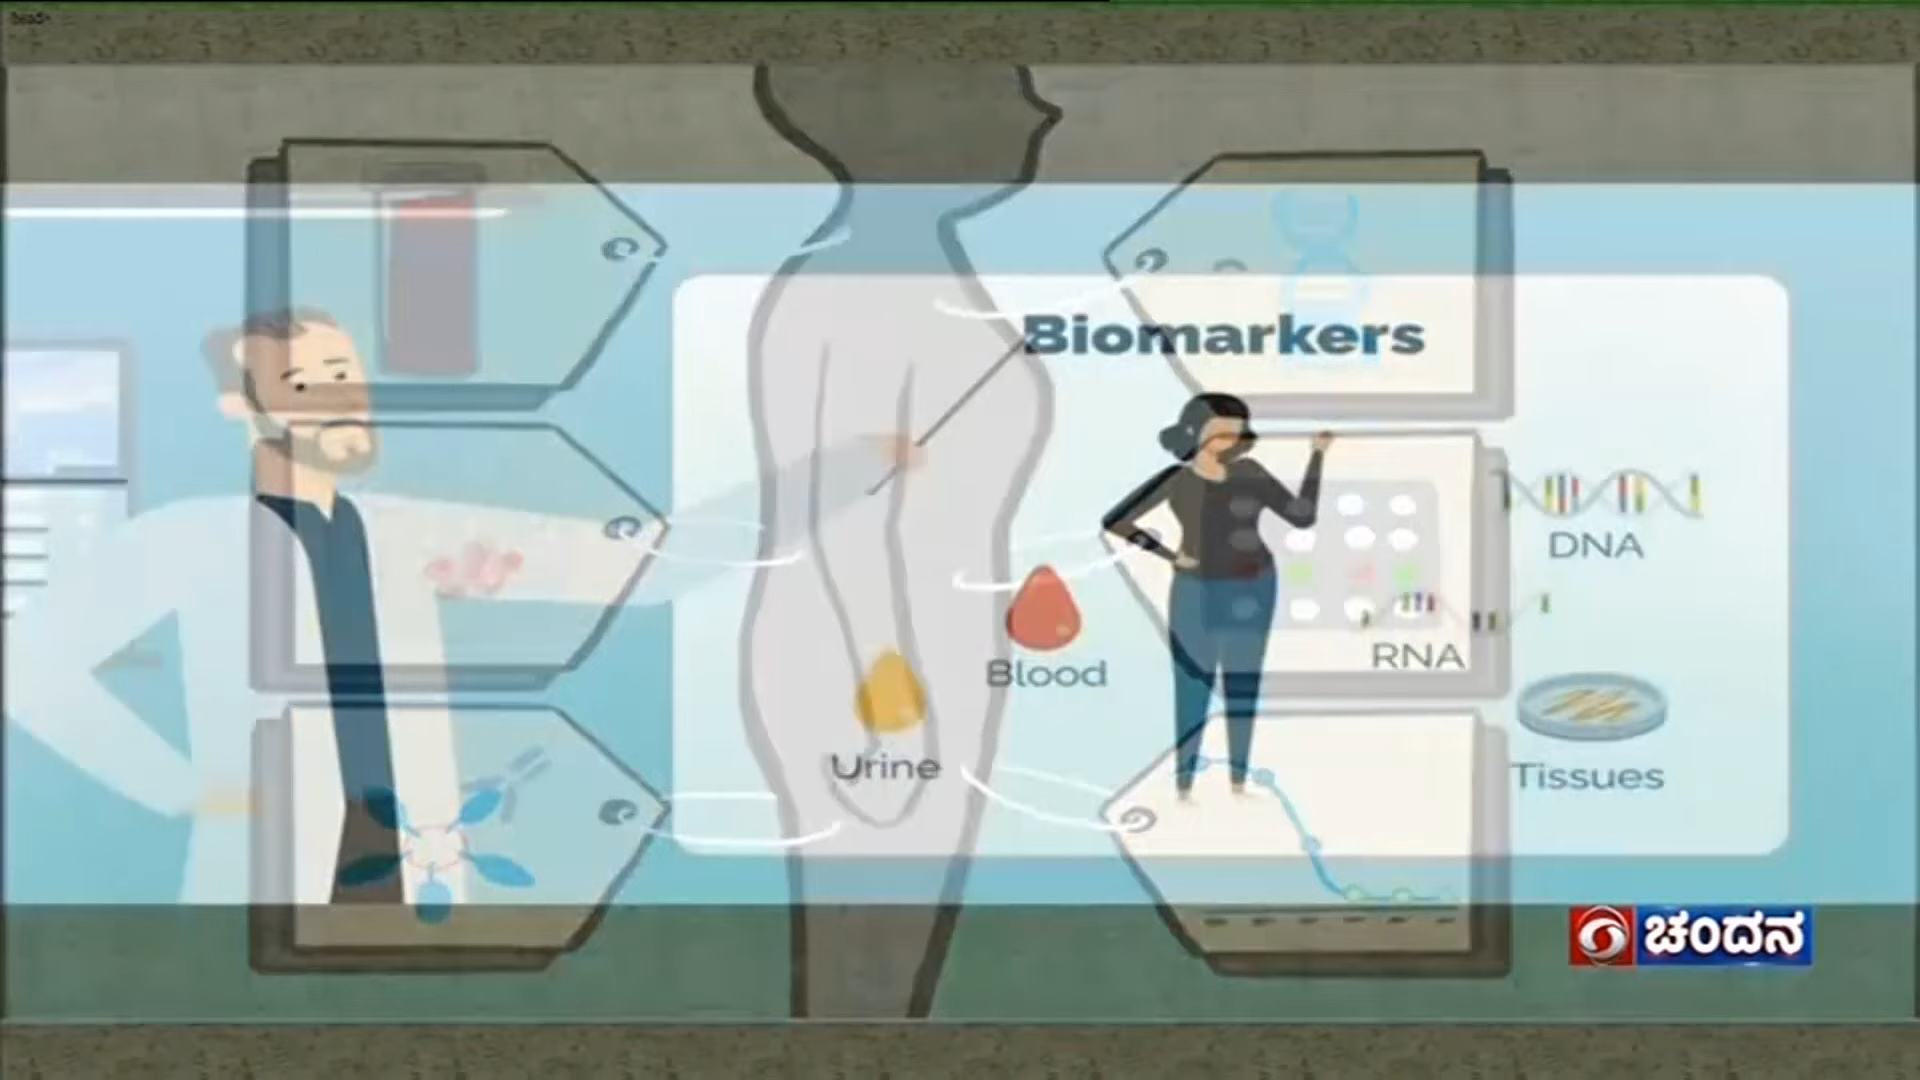 Biomarkers
DNA
RNA
Blood
Urine
Tissues
ಚಂದನ